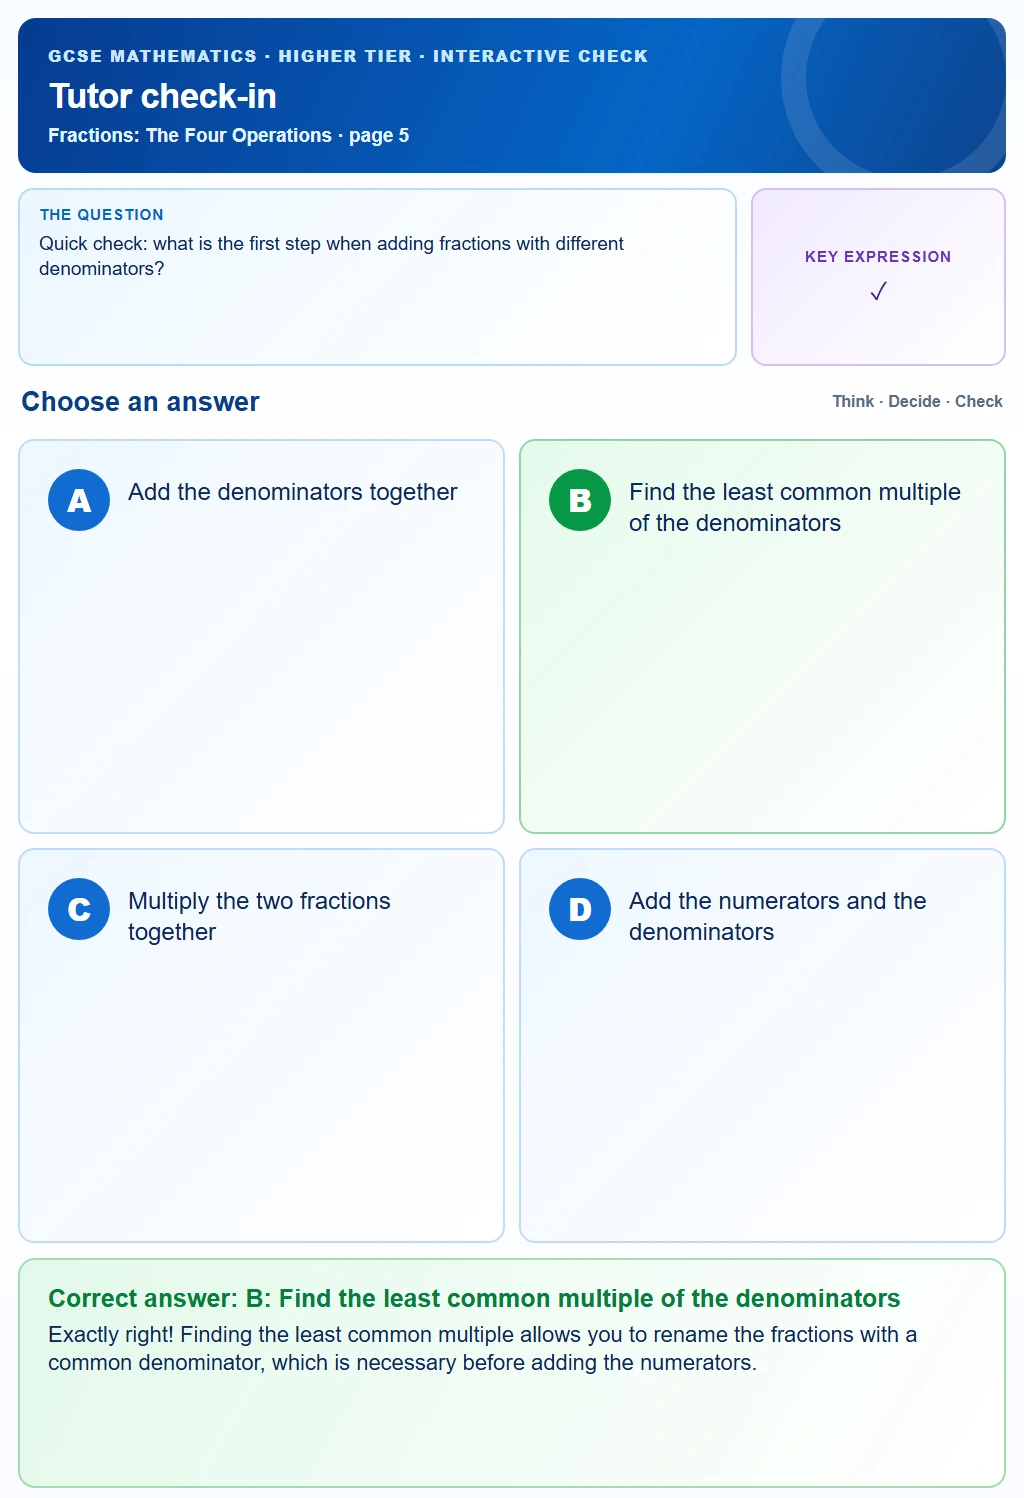 GCSE MATHEMATICS · HIGHER TIER · INTERACTIVE CHECK
Tutor check-in
Fractions: The Four Operations · page 5
THE QUESTION
Quick check: what is the first step when adding fractions with different
denominators?
KEY EXPRESSION
✓
Choose an answer
Think · Decide · Check
A
Add the denominators together
B
Find the least common multiple
of the denominators
C
Multiply the two fractions
together
D
Add the numerators and the
denominators
Correct answer: B: Find the least common multiple of the denominators
Exactly right! Finding the least common multiple allows you to rename the fractions with a
common denominator, which is necessary before adding the numerators.